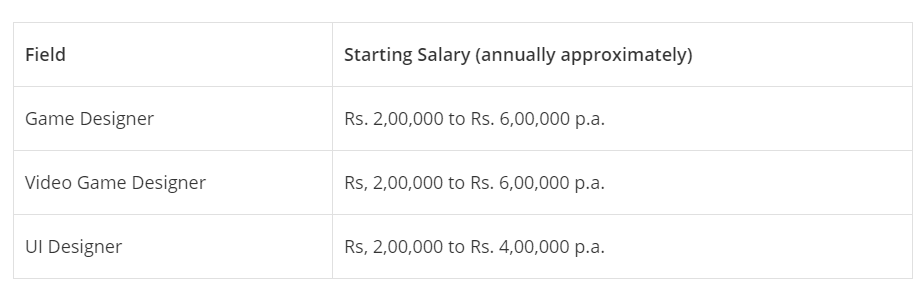 Field Starting Salary (annually approximately)
Game Designer Rs. 2,00,000 to Rs. 6,00,000 p.a.
Video Game Designer Rs, 2,00,000 to Rs. 6,00,000 p.a.
UI Designer Rs, 2,00,000 to Rs. 4,00,000 p.a.